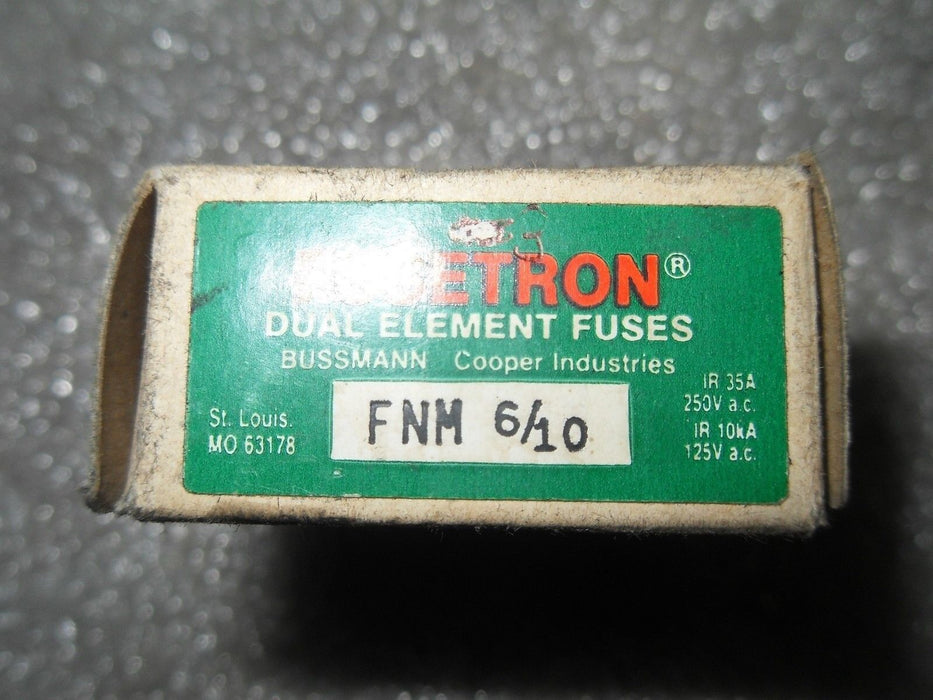 FUSETRON®
DUAL ELEMENT FUSES
BUSSMANN Cooper Industries
St. Louis.
MO 63178
FNM 6/10
IR 35A
250V a.c.
IR 10kA
125V a.c.